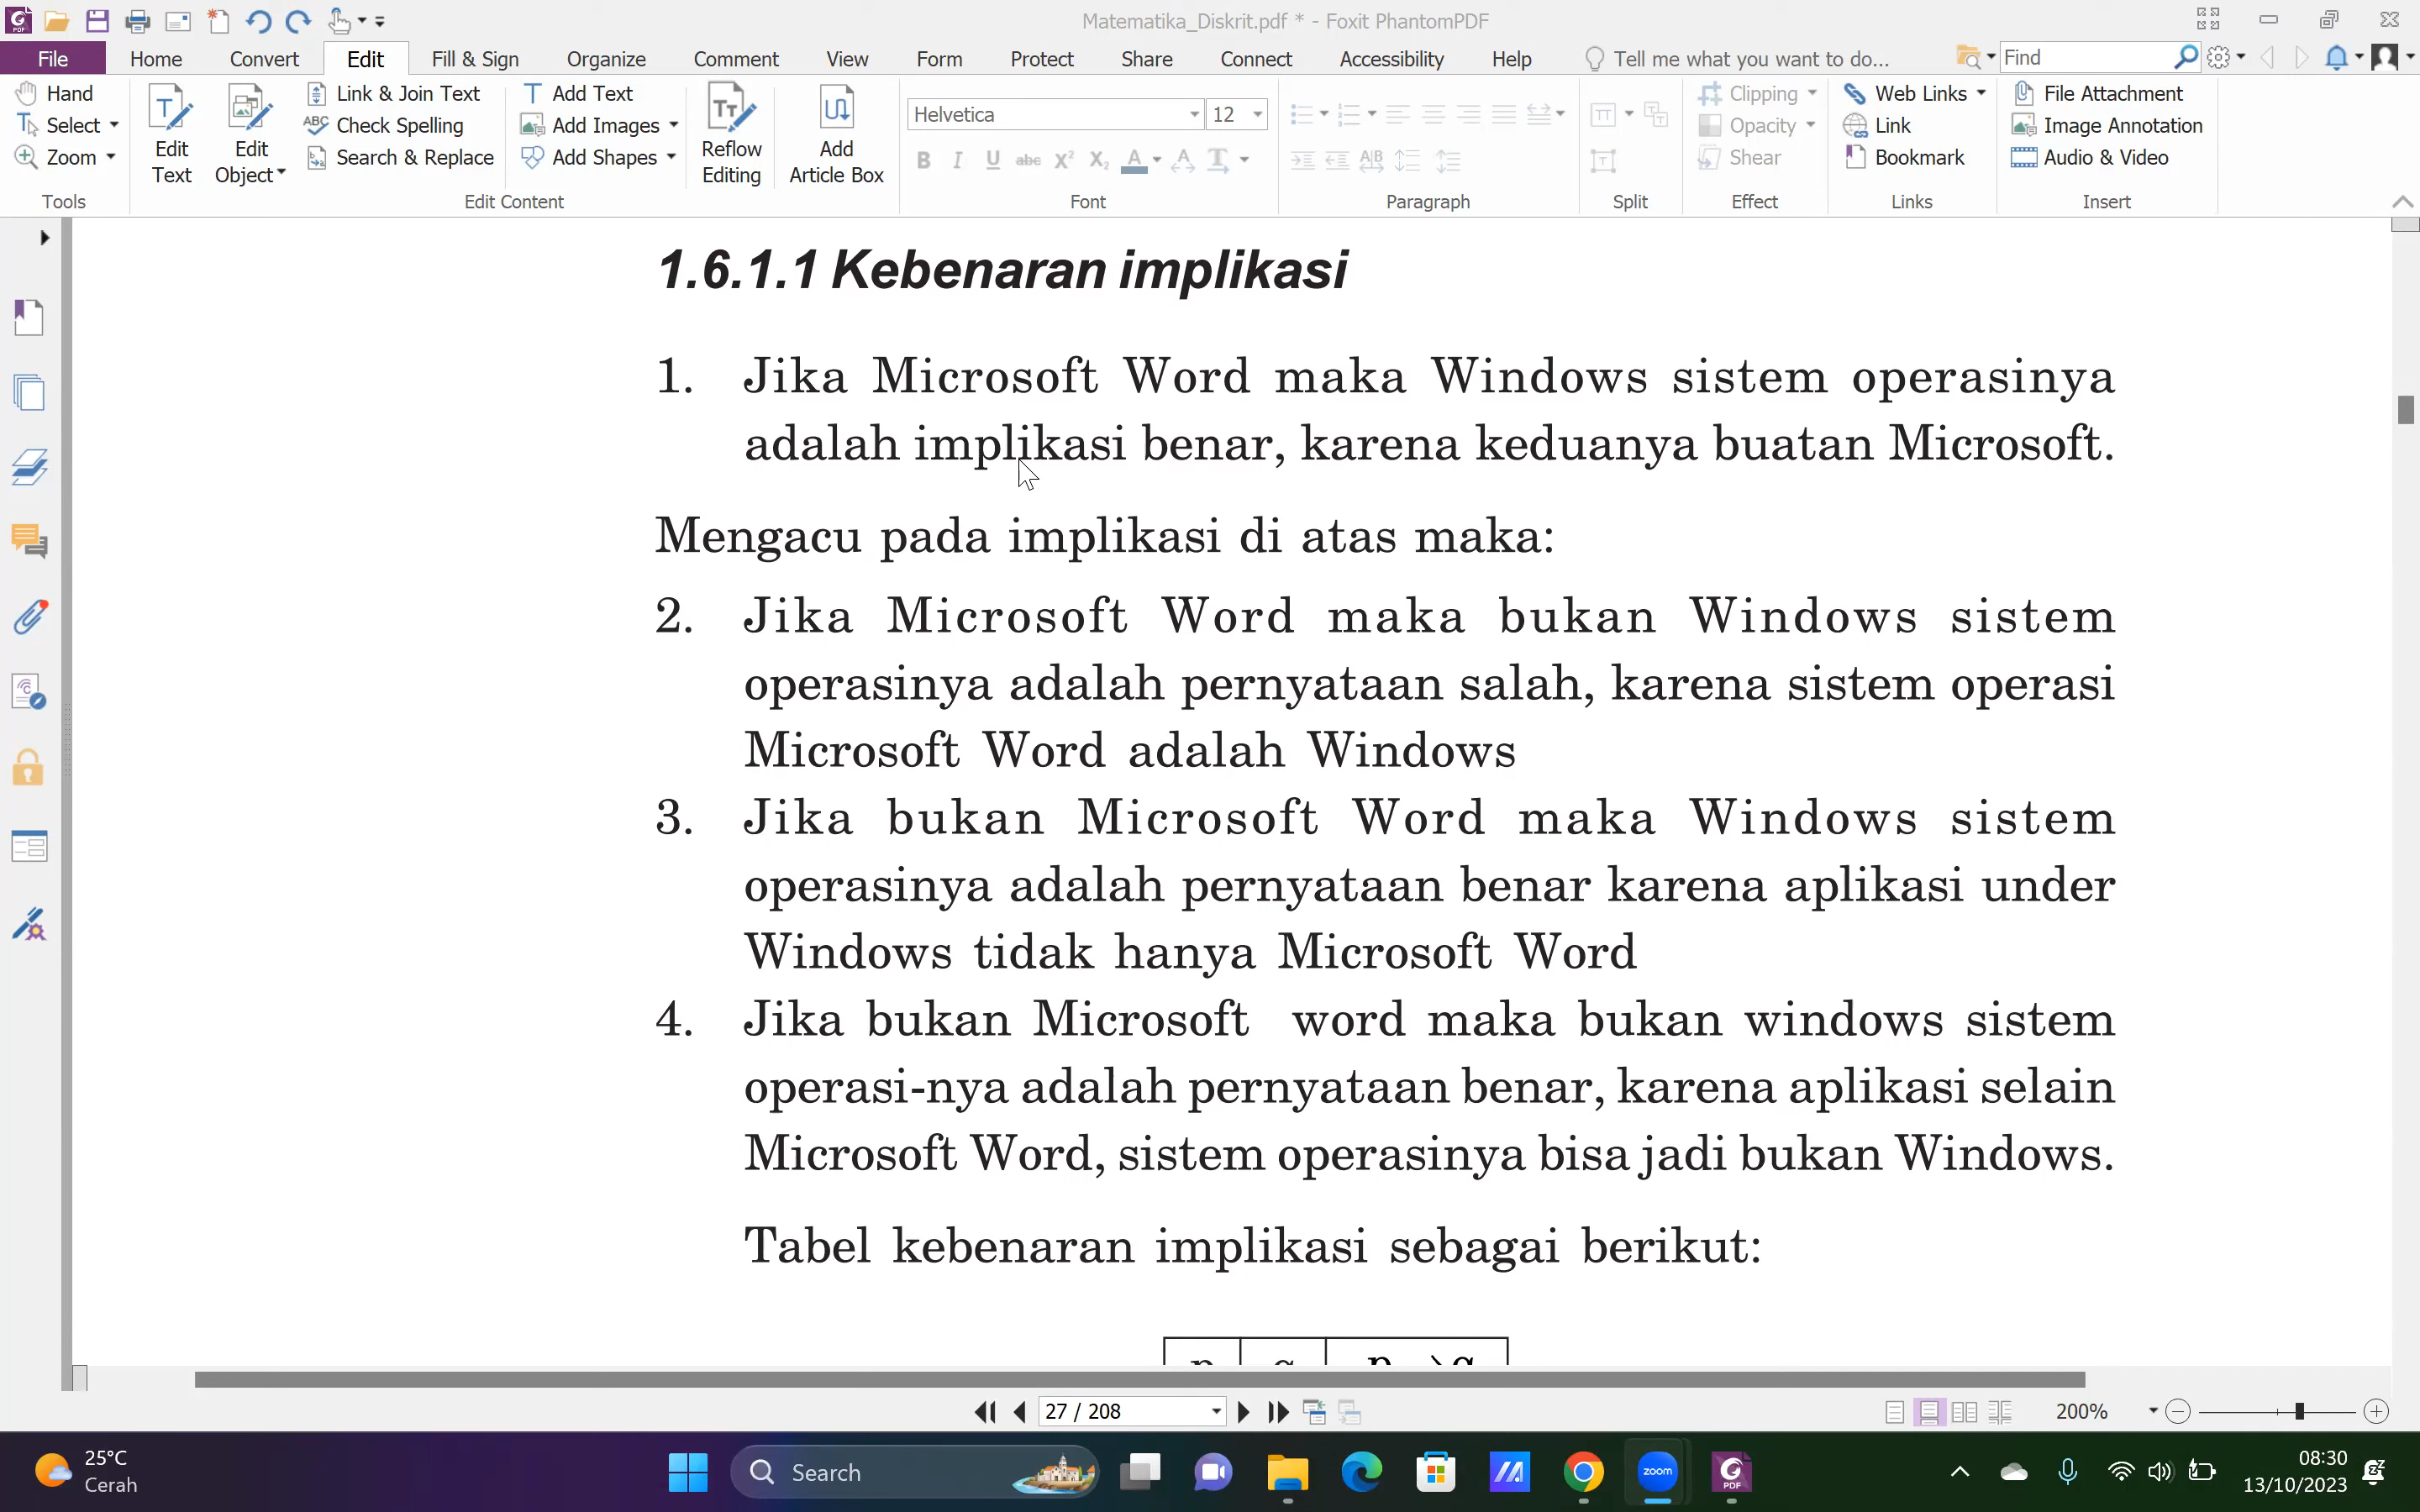 Matematika_Diskrit.pdf * - Foxit PhantomPDF
File Home Convert Edit Fill & Sign Organize Comment View Form Protect Share Connect Accessibility Help Tell me what you want to do... Find
Hand
Select
Zoom
Tools
Edit Text
Edit Object
Link & Join Text
Check Spelling
Search & Replace
Add Text
Add Images
Add Shapes
Reflow Editing
Edit Content
Add Article Box
Helvetica 12
Font
Paragraph
Split
Clipping
Opacity
Shear
Effect
Web Links
Link
Bookmark
Links
File Attachment
Image Annotation
Audio & Video
Insert
1.6.1.1 Kebenaran implikasi
1. Jika Microsoft Word maka Windows sistem operasinya
adalah implikasi benar, karena keduanya buatan Microsoft.
Mengacu pada implikasi di atas maka:
2. Jika Microsoft Word maka bukan Windows sistem
operasinya adalah pernyataan salah, karena sistem operasi
Microsoft Word adalah Windows
3. Jika bukan Microsoft Word maka Windows sistem
operasinya adalah pernyataan benar karena aplikasi under
Windows tidak hanya Microsoft Word
4. Jika bukan Microsoft word maka bukan windows sistem
operasi-nya adalah pernyataan benar, karena aplikasi selain
Microsoft Word, sistem operasinya bisa jadi bukan Windows.
Tabel kebenaran implikasi sebagai berikut:
27 / 208
200%
25°C
Cerah
Search
zoom
PDF
08:30
13/10/2023